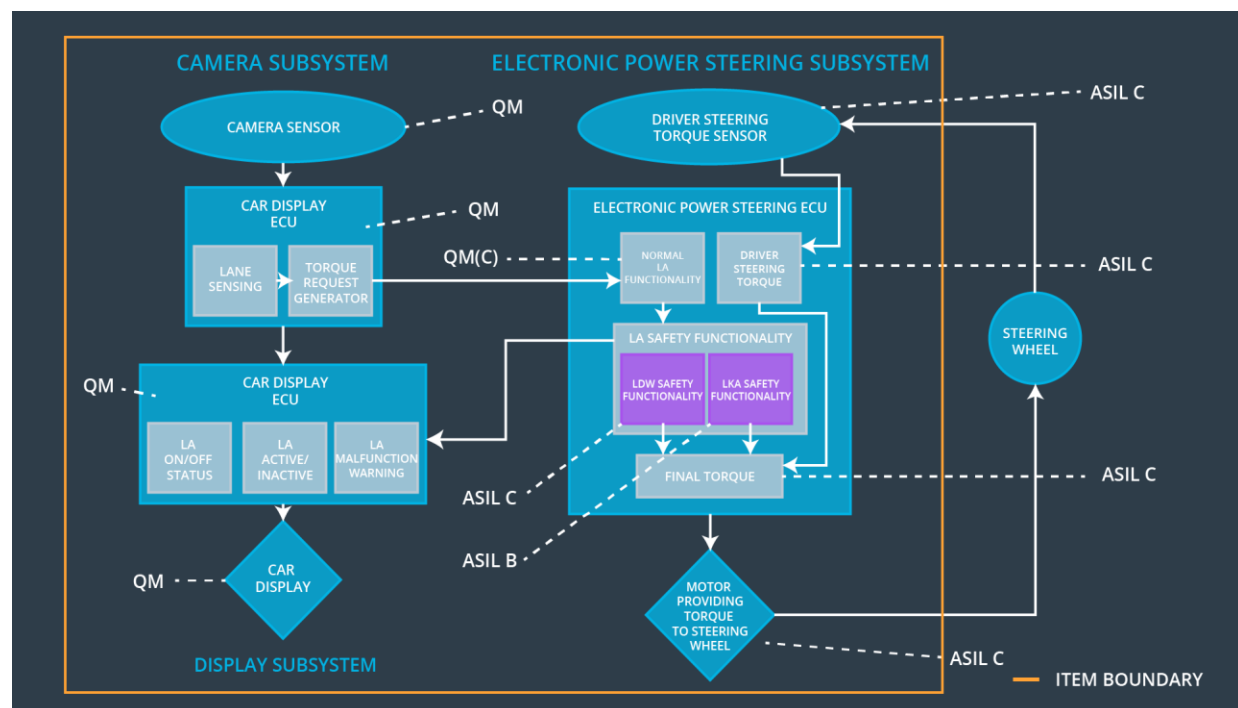 CAMERA SUBSYSTEM
ELECTRONIC POWER STEERING SUBSYSTEM
CAMERA SENSOR
QM
DRIVER STEERING
TORQUE SENSOR
ASIL C
CAR DISPLAY
ECU
QM
LANE
SENSING
TORQUE
REQUEST
GENERATOR
QM(C)
ELECTRONIC POWER STEERING ECU
NORMAL
LA
FUNCTIONALITY
DRIVER
STEERING
TORQUE
ASIL C
LA SAFETY FUNCTIONALITY
LDW SAFETY
FUNCTIONALITY
LKA SAFETY
FUNCTIONALITY
STEERING
WHEEL
QM
CAR DISPLAY
ECU
LA
ON/OFF
STATUS
LA
ACTIVE/
INACTIVE
LA
MALFUNCTION
WARNING
FINAL TORQUE
ASIL C
ASIL C
ASIL B
QM
CAR
DISPLAY
MOTOR
PROVIDING
TORQUE
TO STEERING
WHEEL
ASIL C
DISPLAY SUBSYSTEM
ITEM BOUNDARY